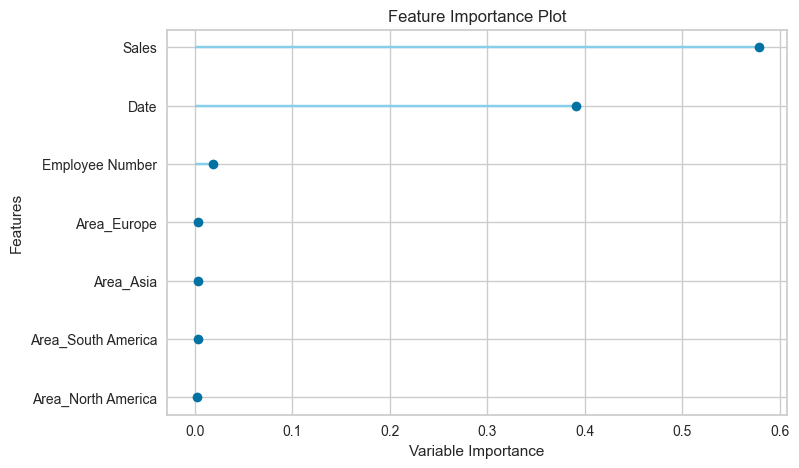 Feature Importance Plot
Sales
Date
Employee Number
Area_Europe
Area_Asia
Area_South America
Area_North America
Features
0.0 0.1 0.2 0.3 0.4 0.5 0.6
Variable Importance